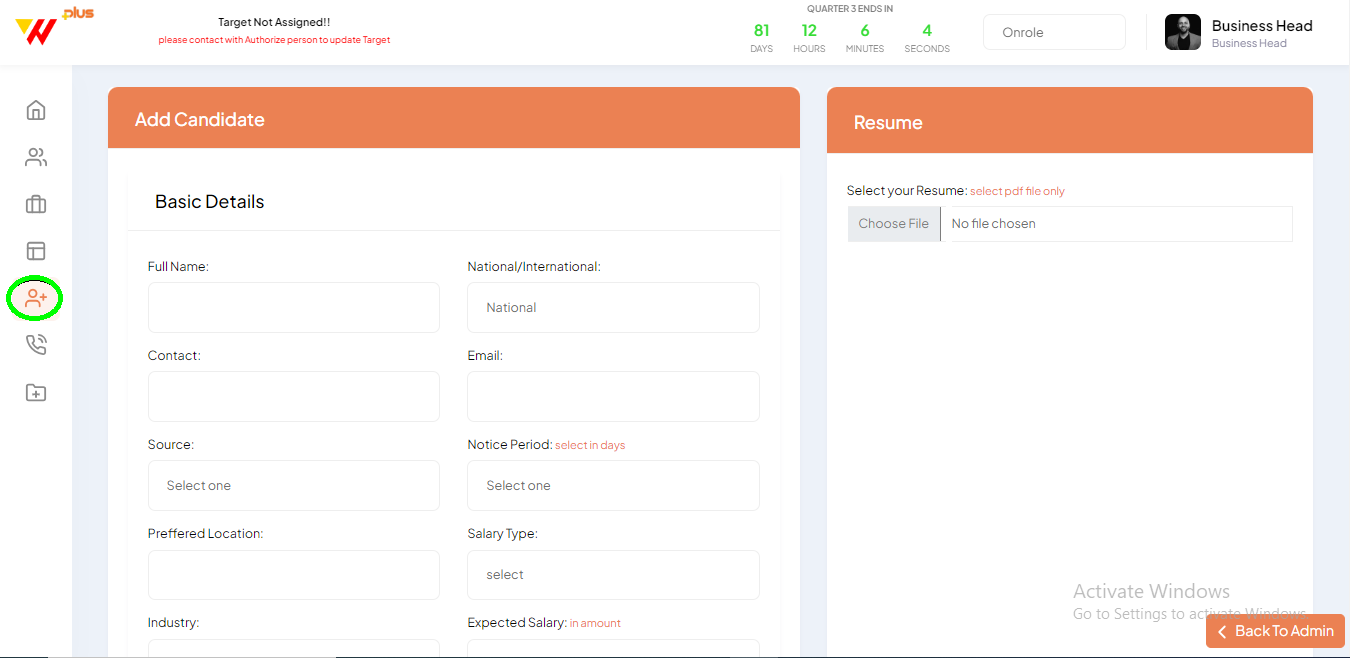 plus
Target Not Assigned!!
please contact with Authorize person to update Target
QUARTER 3 ENDS IN
81 12 6 4
DAYS HOURS MINUTES SECONDS
Onrole
Business Head
Business Head
Add Candidate
Basic Details
Full Name:
National/International:
National
Contact:
Email:
Source:
Notice Period: select in days
Select one
Select one
Preffered Location:
Salary Type:
select
Industry:
Expected Salary: in amount
Resume
Select your Resume: select pdf file only
Choose File No file chosen
Activate Windows
Go to Settings to activate Windows.
Back To Admin